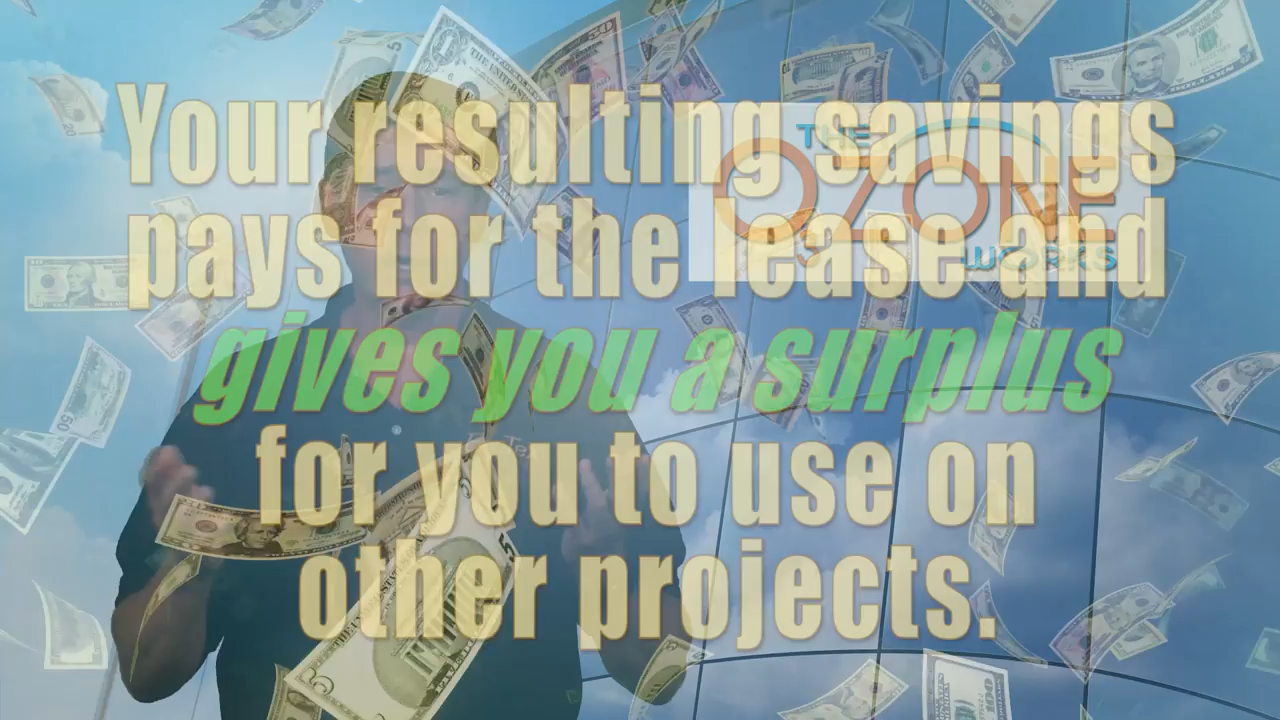 Your resulting savings
pays for the lease and
gives you a surplus
for you to use on
other projects.
THE
OZONE
WORKS